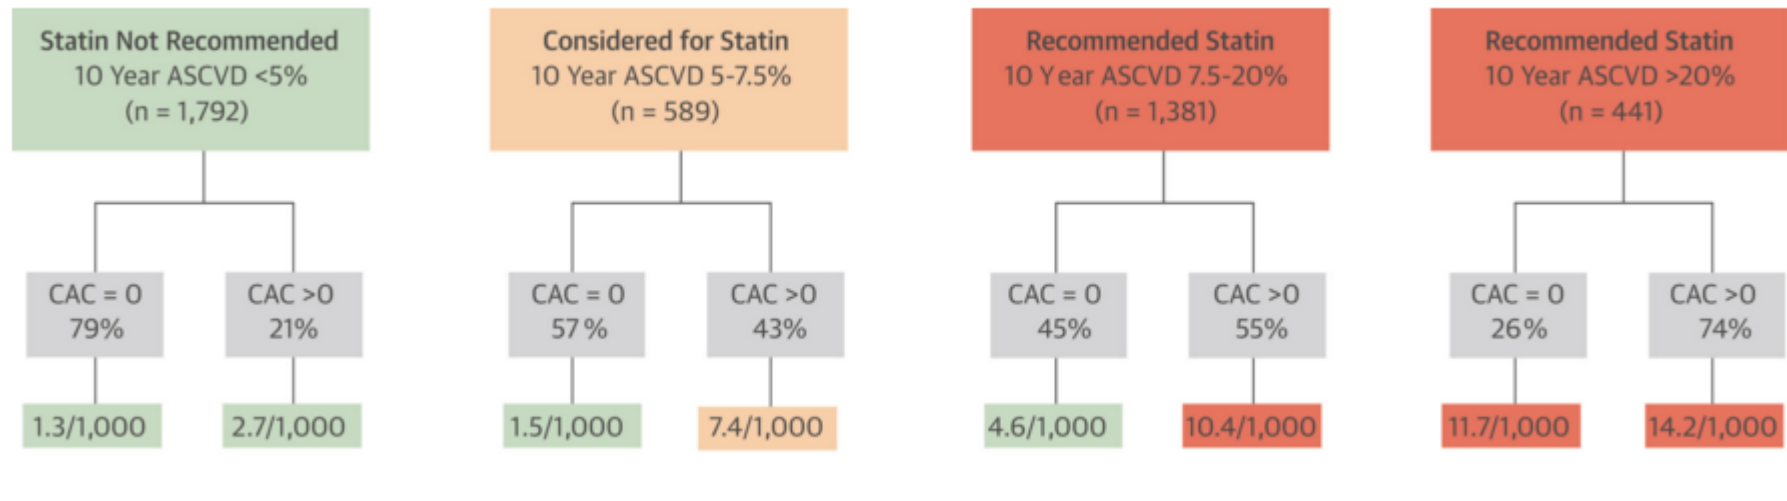 Statin Not Recommended
10 Year ASCVD <5%
(n = 1,792)
Considered for Statin
10 Year ASCVD 5-7.5%
(n = 589)
Recommended Statin
10 Year ASCVD 7.5-20%
(n = 1,381)
Recommended Statin
10 Year ASCVD >20%
(n = 441)
CAC = 0
79%
CAC >0
21%
CAC = 0
57%
CAC >0
43%
CAC = 0
45%
CAC >0
55%
CAC = 0
26%
CAC >0
74%
1.3/1,000
2.7/1,000
1.5/1,000
7.4/1,000
4.6/1,000
10.4/1,000
11.7/1,000
14.2/1,000